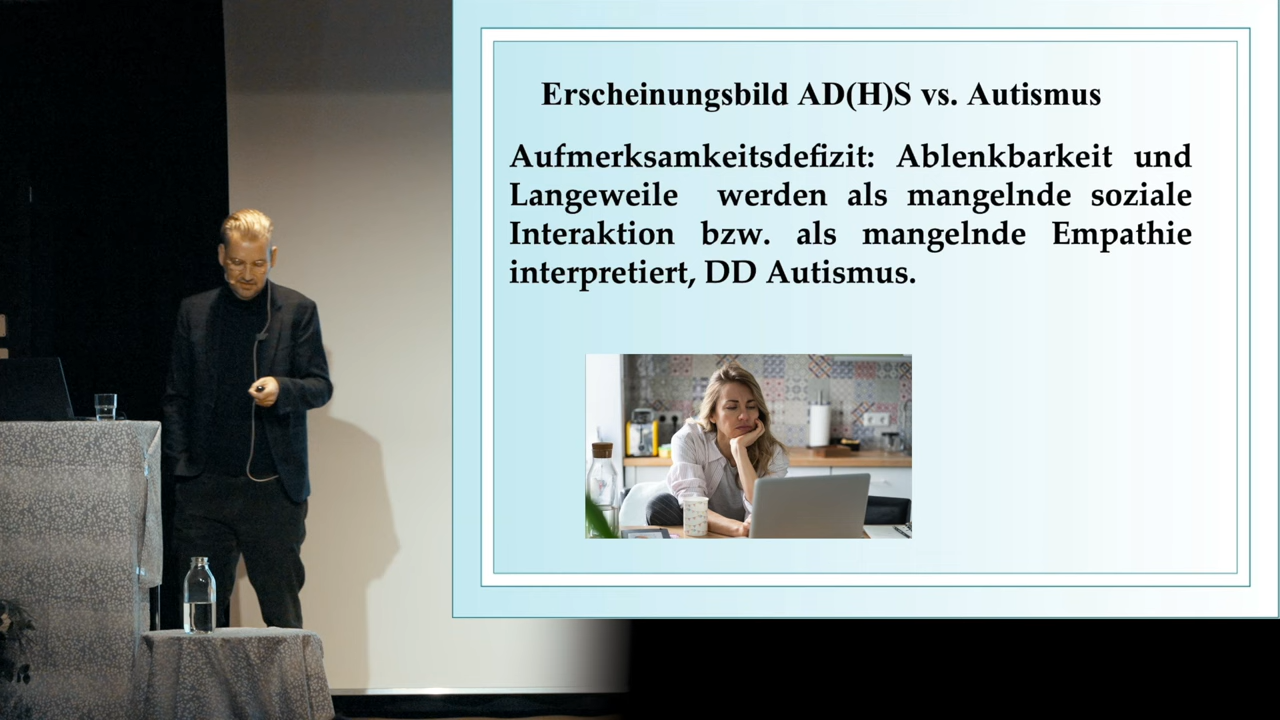 Erscheinungsbild AD(H)S vs. Autismus
Aufmerksamkeitsdefizit: Ablenkbarkeit und
Langeweile werden als mangelnde soziale
Interaktion bzw. als mangelnde Empathie
interpretiert, DD Autismus.